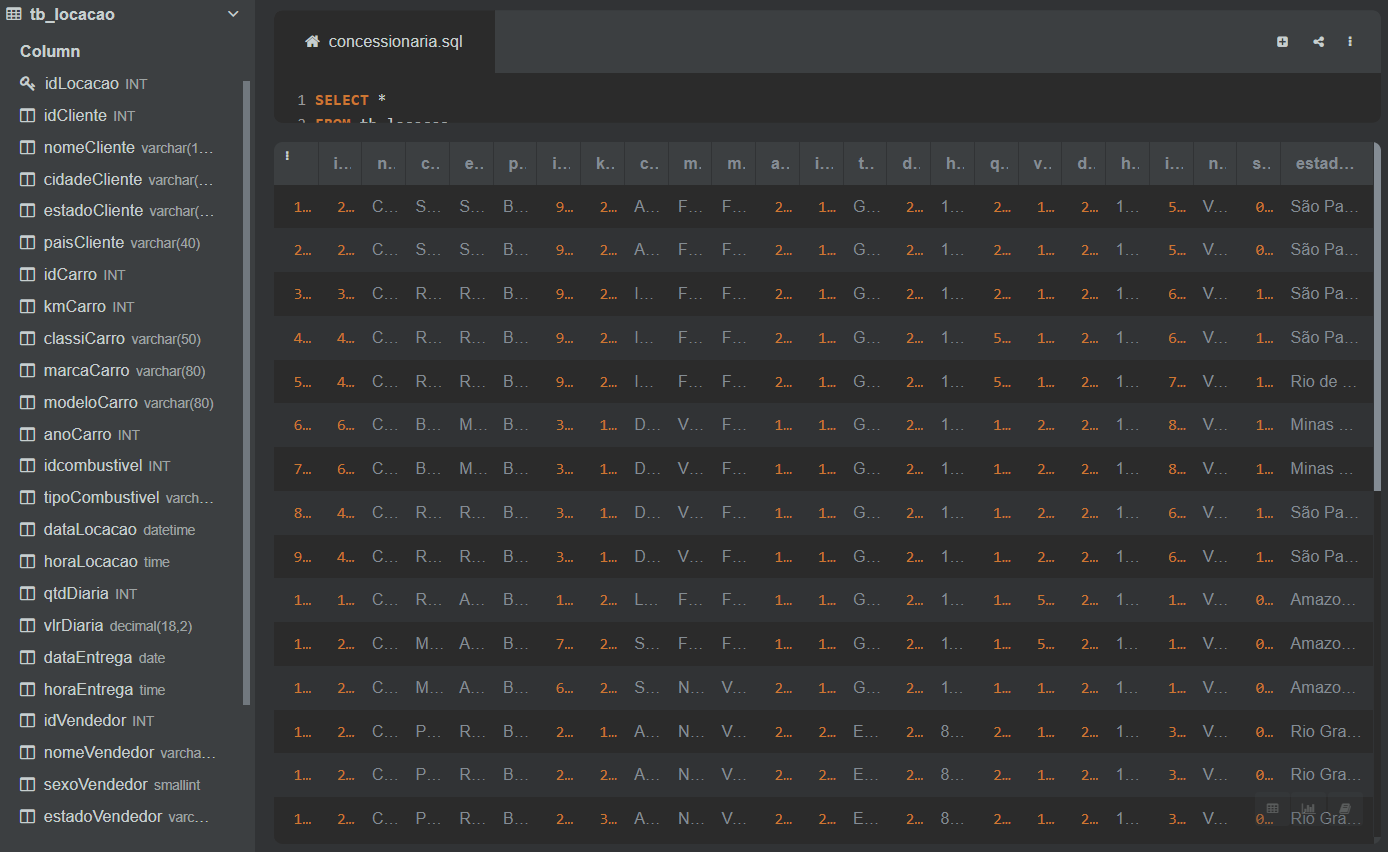 tb_locacao
Column
idLocacao INT
idCliente INT
nomeCliente varchar(1...
cidadeCliente varchar(...
estadoCliente varchar(...
paisCliente varchar(40)
idCarro INT
kmCarro INT
classiCarro varchar(50)
marcaCarro varchar(80)
modeloCarro varchar(80)
anoCarro INT
idcombustivel INT
tipoCombustivel varch...
dataLocacao datetime
horaLocacao time
qtdDiaria INT
vlrDiaria decimal(18,2)
dataEntrega date
horaEntrega time
idVendedor INT
nomeVendedor varcha...
sexoVendedor smallint
estadoVendedor varc...
concessionaria.sql
1 SELECT *
2 FROM tb_locacao
i... n.. c... e... p... i... k... c... m. m. a... i... t... d... h.. q... v... d... h.. i... n.. s.. estad...
1... 2... C... S... S... B... 9... 2... A... F... F... 2... 1... G... 2... 1... 2... 1... 2... 1... 5... V... 0... São Pa...
2... 2... C... S... S... B... 9... 2... A... F... F... 2... 1... G... 2... 1... 2... 1... 2... 1... 5... V... 0... São Pa...
3... 3... C... R... R... B... 9... 2... I... F... F... 2... 1... G... 2... 1... 2... 1... 2... 1... 6... V... 1... São Pa...
4... 4... C... R... R... B... 9... 2... I... F... F... 2... 1... G... 2... 1... 5... 1... 2... 1... 6... V... 1... São Pa...
5... 4... C... R... R... B... 9... 2... I... F... F... 2... 1... G... 2... 1... 5... 1... 2... 1... 7... V... 1... Rio de ...
6... 6... C... B... M... B... 3... 1... D... V... F... 1... 1... G... 2... 1... 1... 2... 2... 1... 8... V... 1... Minas ...
7... 6... C... B... M... B... 3... 1... D... V... F... 1... 1... G... 2... 1... 1... 2... 2... 1... 8... V... 1... Minas ...
8... 4... C... R... R... B... 3... 1... D... V... F... 1... 1... G... 2... 1... 1... 2... 2... 1... 6... V... 1... São Pa...
9... 4... C... R... R... B... 3... 1... D... V... F... 1... 1... G... 2... 1... 1... 2... 2... 1... 6... V... 1... São Pa...
1... 1... C... R... A... B... 1... 2... L... F... F... 1... 1... G... 2... 1... 1... 5... 2... 1... 1... V... 0... Amazo...
1... 2... C... M... A... B... 7... 2... S... F... F... 1... 1... G... 2... 1... 1... 5... 2... 1... 1... V... 0... Amazo...
1... 2... C... M... A... B... 6... 2... S... N... V... 2... 1... G... 2... 1... 1... 1... 2... 1... 1... V... 0... Amazo...
1... 2... C... P... R... B... 2... 1... A... N... V... 2... 1... E... 2... 8... 2... 1... 2... 1... 3... V... 0... Rio Gra...
1... 2... C... P... R... B... 2... 2... A... N... V... 2... 2... E... 2... 8... 2... 1... 2... 1... 3... V... 0... Rio Gra...
1... 2... C... P... R... B... 2... 3... A... N... V... 2... 2... E... 2... 8... 2... 1... 2... 1... 3... V... 0... Rio Gra...